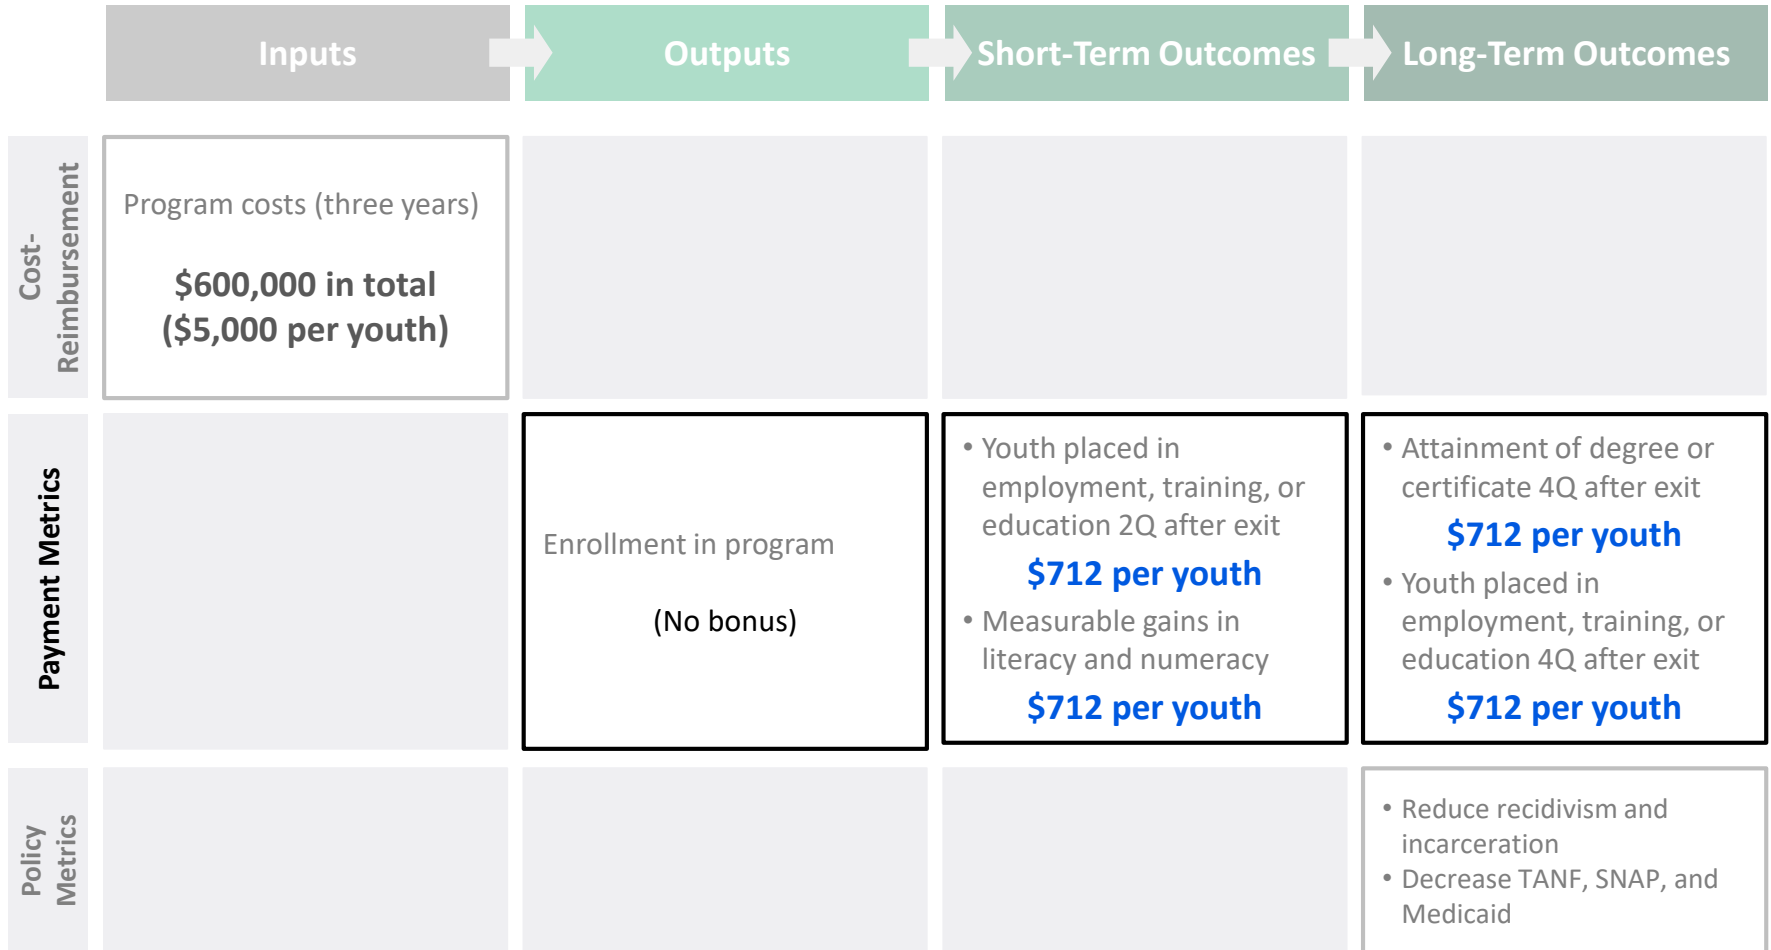 Inputs
Outputs
Short-Term Outcomes
Long-Term Outcomes
Cost-
Reimbursement
Program costs (three years)
$600,000 in total
($5,000 per youth)
Payment Metrics
Enrollment in program
(No bonus)
• Youth placed in
employment, training, or
education 2Q after exit
$712 per youth
• Measurable gains in
literacy and numeracy
$712 per youth
• Attainment of degree or
certificate 4Q after exit
$712 per youth
• Youth placed in
employment, training, or
education 4Q after exit
$712 per youth
Policy
Metrics
• Reduce recidivism and
incarceration
• Decrease TANF, SNAP, and
Medicaid